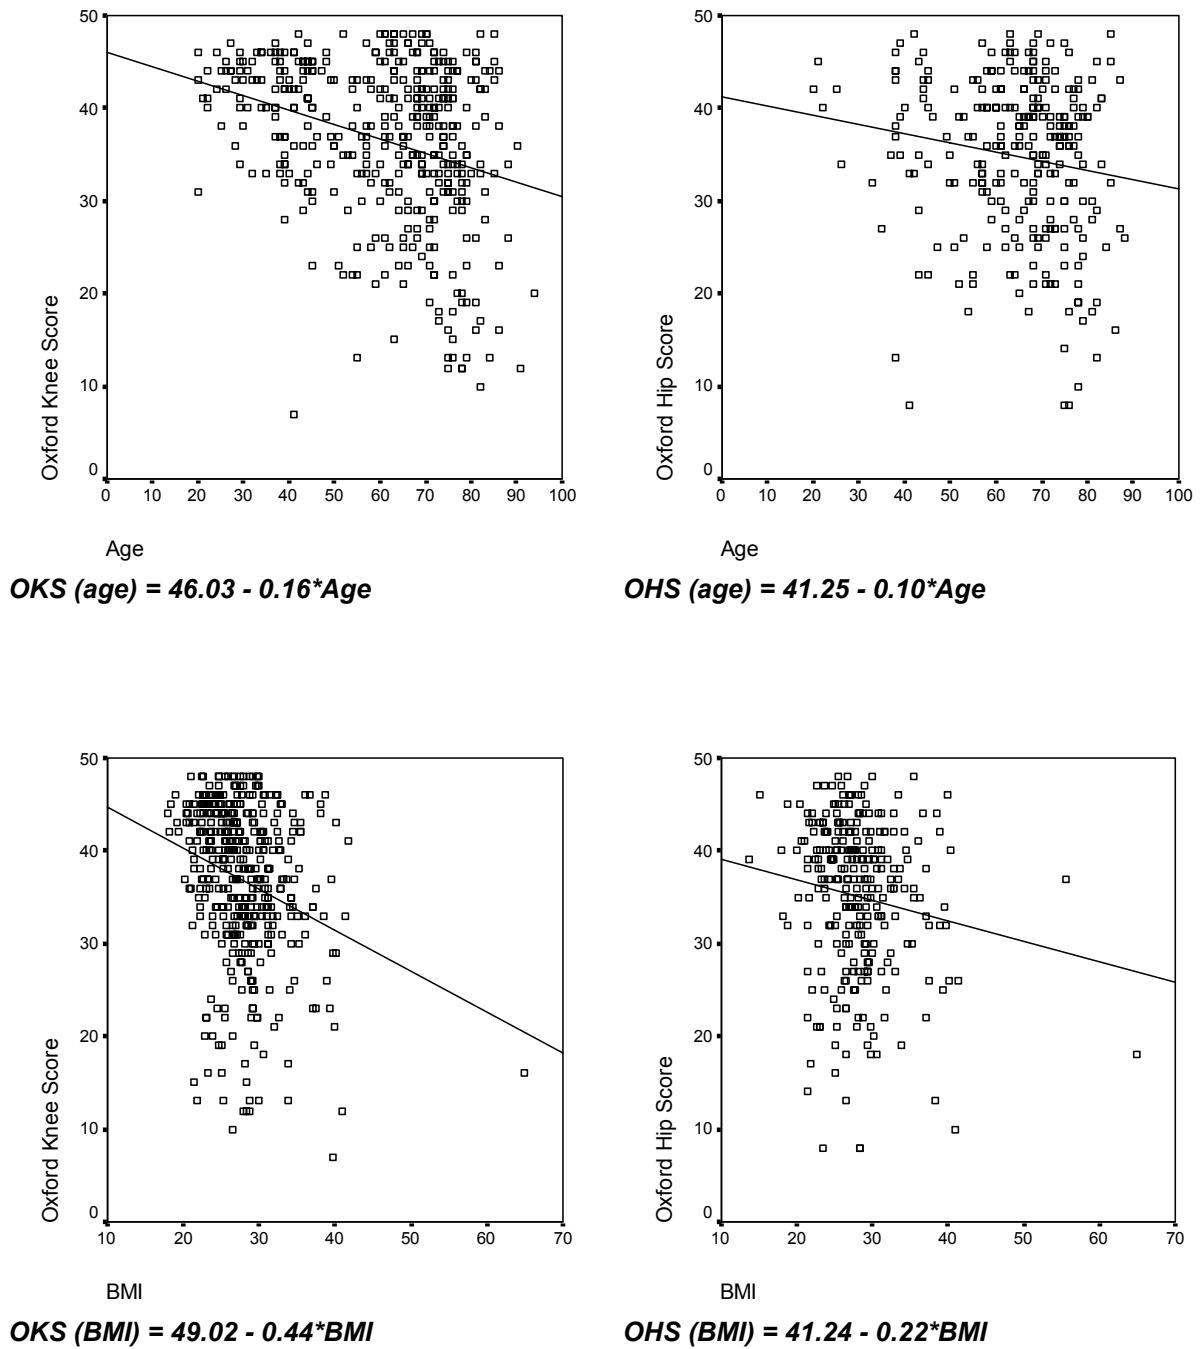 50
40
30
20
10
0
Oxford Knee Score
0 10 20 30 40 50 60 70 80 90 100
Age
OKS (age) = 46.03 - 0.16*Age
50
40
30
20
10
0
Oxford Hip Score
0 10 20 30 40 50 60 70 80 90 100
Age
OHS (age) = 41.25 - 0.10*Age
50
40
30
20
10
0
Oxford Knee Score
10 20 30 40 50 60 70
BMI
OKS (BMI) = 49.02 - 0.44*BMI
50
40
30
20
10
0
Oxford Hip Score
10 20 30 40 50 60 70
BMI
OHS (BMI) = 41.24 - 0.22*BMI